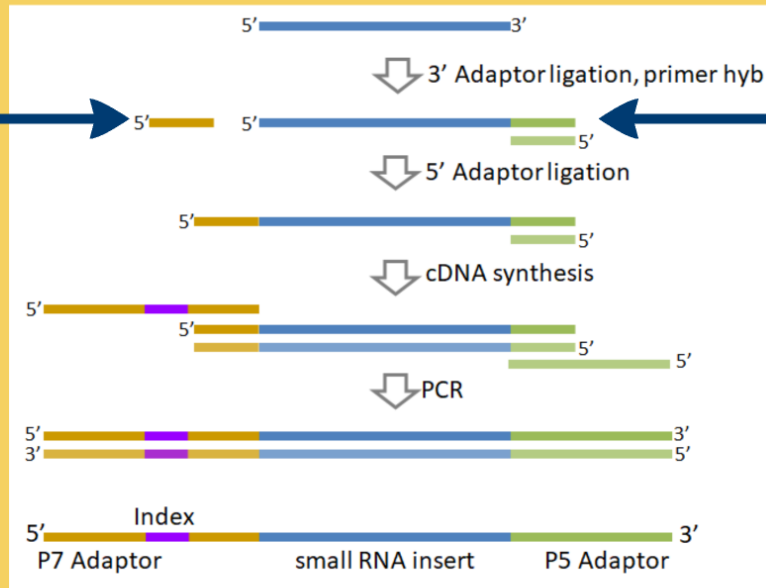 5’ 3’
3’ Adaptor ligation, primer hyb
5’ 5’ 5’
5’ Adaptor ligation
5’ 5’
cDNA synthesis
5’
5’
5’
5’
PCR
5’ 3’
3’ 5’
Index
5’ 3’
P7 Adaptor small RNA insert P5 Adaptor